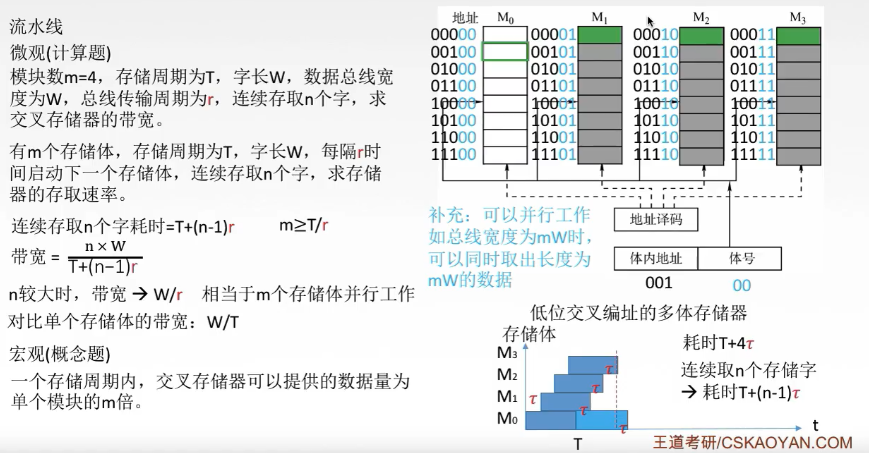 流水线
微观(计算题)
模块数m=4，存储周期为T，字长W，数据总线宽
度为W，总线传输周期为r，连续存取n个字，求
交叉存储器的带宽。
有m个存储体，存储周期为T，字长W，每隔r时
间启动下一个存储体，连续存取n个字，求存储
器的存取速率。
连续存取n个字耗时=T+(n-1)r m≥T/r
带宽 =
n × W
T+(n−1)r
n较大时，带宽 → W/r 相当于m个存储体并行工作
对比单个存储体的带宽：W/T
宏观(概念题)
一个存储周期内，交叉存储器可以提供的数据量为
单个模块的m倍。
地址 M0 M1 M2 M3
00000 00001 00010 00011
00100 00101 00110 00111
01000 01001 01010 01011
01100 01101 01110 01111
10000 10001 10010 10011
10100 10101 10110 10111
11000 11001 11010 11011
11100 11101 11110 11111
补充：可以并行工作
如总线宽度为mW时，
可以同时取出长度为
mW的数据
地址译码
体内地址 体号
001 00
低位交叉编址的多体存储器
存储体
M3
M2
M1
M0
τ
τ
τ
τ
τ
T
t
耗时T+4τ
连续取n个存储字
→ 耗时T+(n-1)τ
王道考研/CSKAOYAN.COM